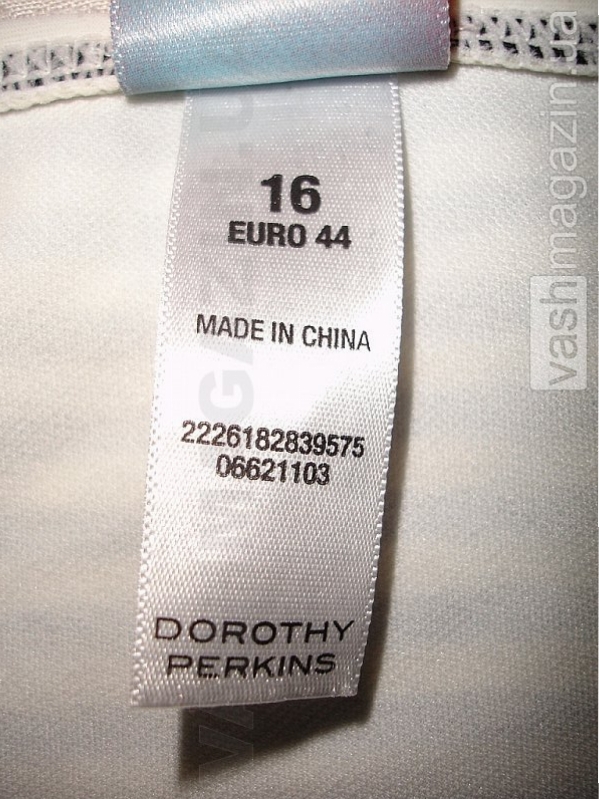 16
EURO 44
MADE IN CHINA
2226182839575
06621103
DOROTHY
PERKINS
vashmagazin.ua